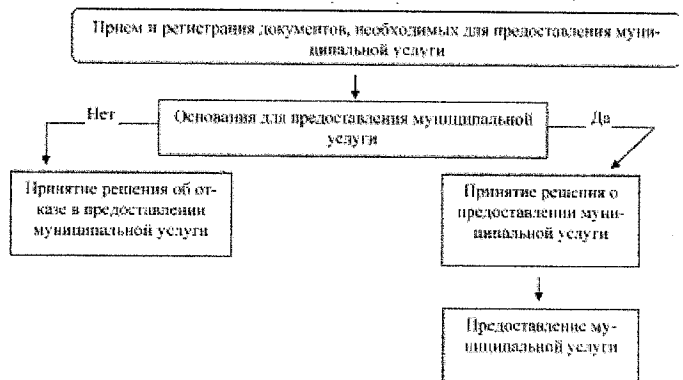 Прием и регистрация документов, необходимых для предоставления муни-
ципальной услуги
Нет
Основания для предоставления муниципальной
услуги
Да
Принятие решения об от-
казе в предоставлении
муниципальной услуги
Принятие решения о
предоставлении муни-
ципальной услуги
Предоставление му-
ниципальной услуги